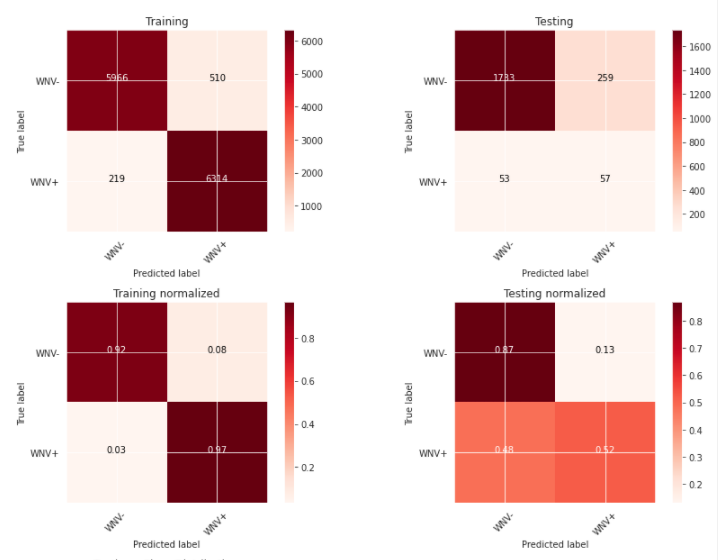 Training
WNV-
5966
510
WNV+
219
6314
True label
WNV-
WNV+
Predicted label
6000
5000
4000
3000
2000
1000
Testing
WNV-
1733
259
WNV+
53
57
True label
WNV-
WNV+
Predicted label
1600
1400
1200
1000
800
600
400
200
Training normalized
WNV-
0.92
0.08
WNV+
0.03
0.97
True label
WNV-
WNV+
Predicted label
0.8
0.6
0.4
0.2
Testing normalized
WNV-
0.87
0.13
WNV+
0.48
0.52
True label
WNV-
WNV+
Predicted label
0.8
0.7
0.6
0.5
0.4
0.3
0.2